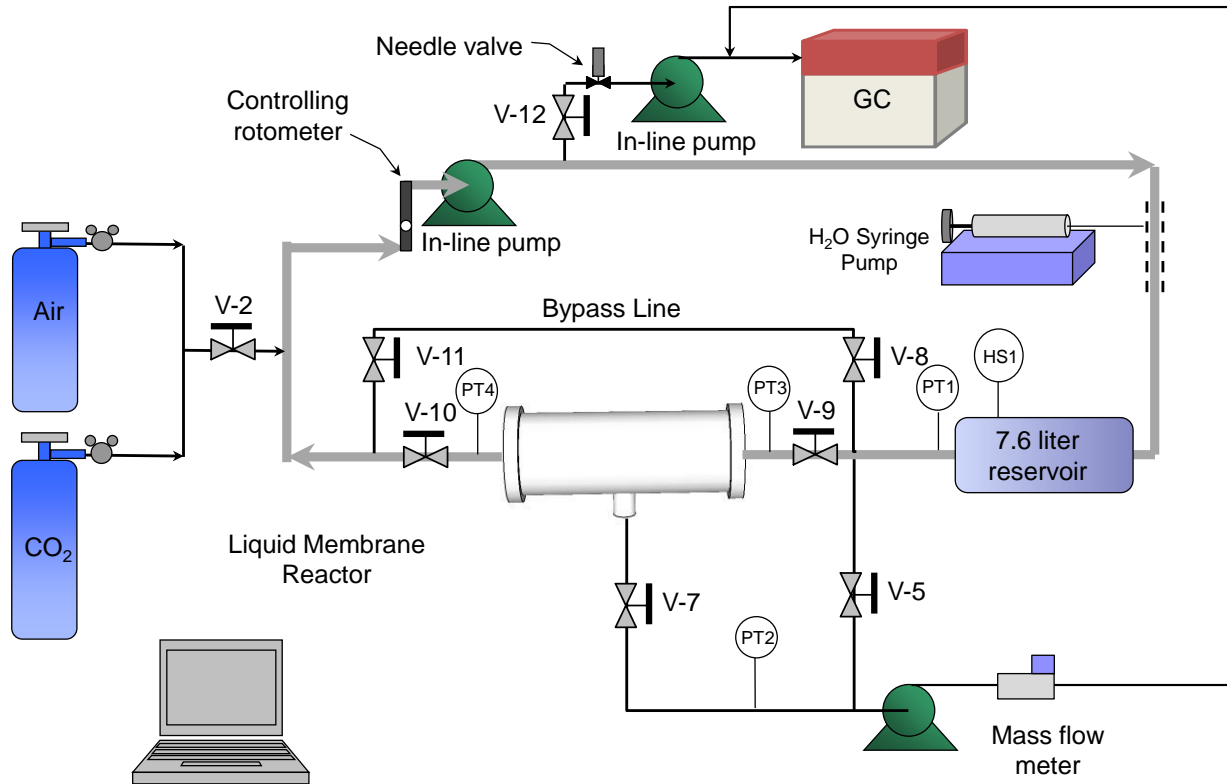 Needle valve
GC
Controlling
rotometer
V-12
In-line pump
In-line pump
H₂O Syringe
Pump
Air
V-2
Bypass Line
V-11
V-8
HS1
PT4
PT3
PT1
V-10
V-9
7.6 liter
reservoir
CO₂
Liquid Membrane
Reactor
V-7
V-5
PT2
Mass flow
meter